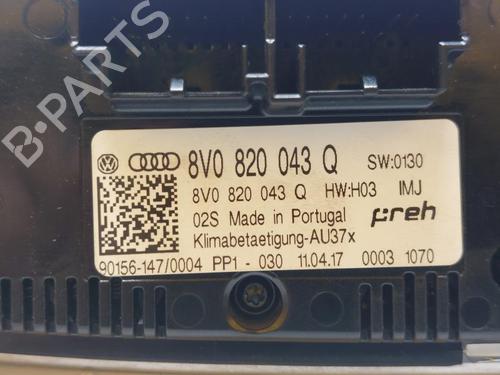 B-PARTS
8V0 820 043 Q SW:0130
8V0 820 043 Q HW:H03 IMJ
02S Made in Portugal preh
Klimabetaetigung-AU37x
90156-147/0004 PP1 - 030 11.04.17 0003 1070